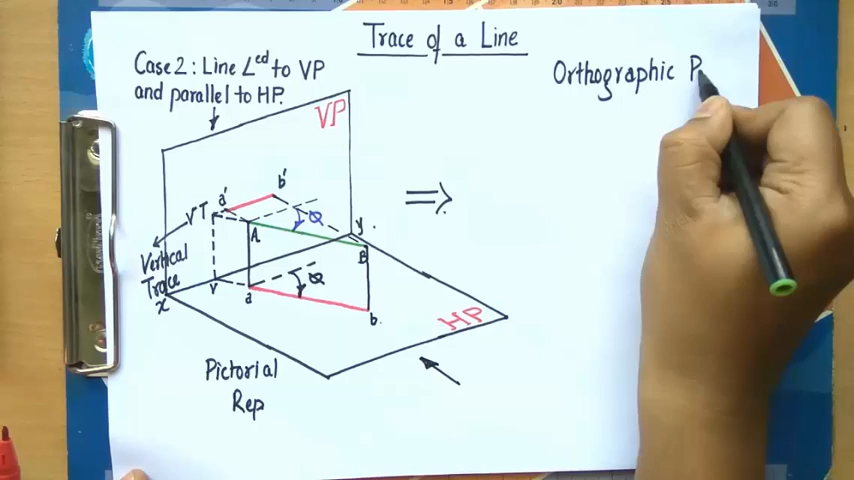 Trace of a Line
Case 2: Line ∠ed to VP
and parallel to HP.
Orthographic P
VP
b'
a'
VT
Ø
A
y
B
Vertical
Trace
v
Ø
a
x
b.
HP
Pictorial
Rep